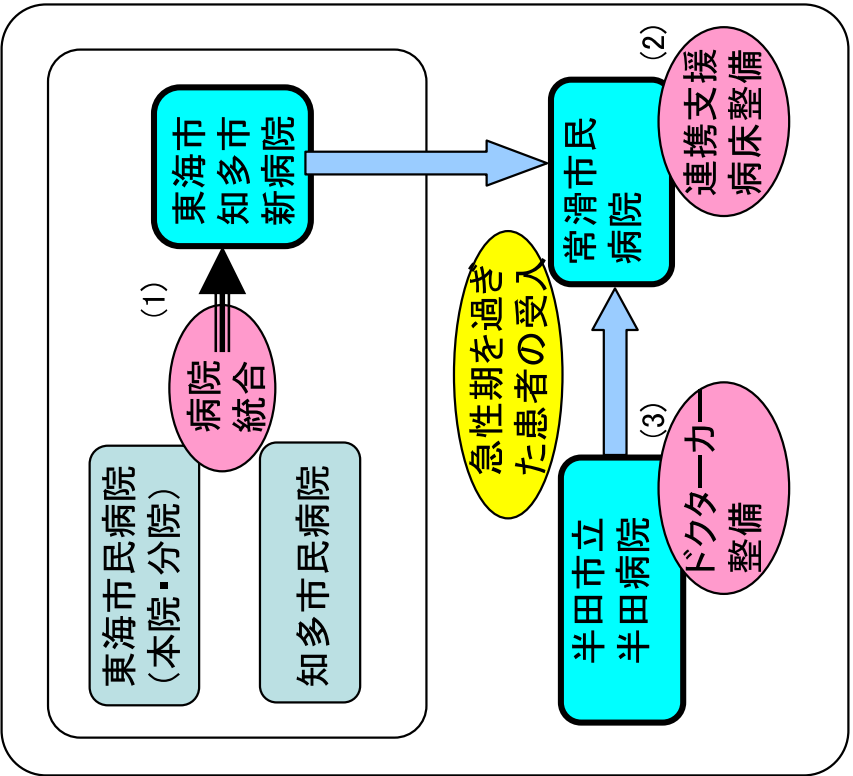 東海市民病院
（本院・分院）
知多市民病院
病院
統合
（1）
東海市
知多市
新病院
急性期を過ぎ
た患者の受入
半田市立
半田病院
（3）
ドクターカー
整備
常滑市民
病院
（2）
連携支援
病床整備